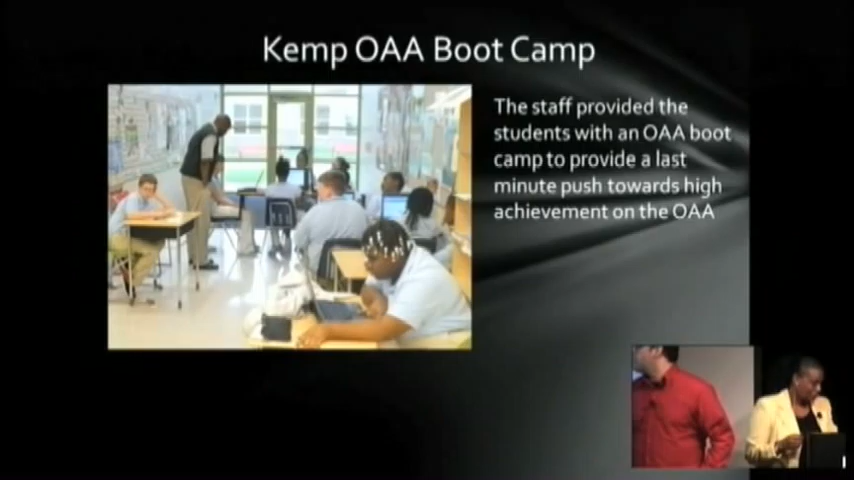 Kemp OAA Boot Camp
The staff provided the
students with an OAA boot
camp to provide a last
minute push towards high
achievement on the OAA